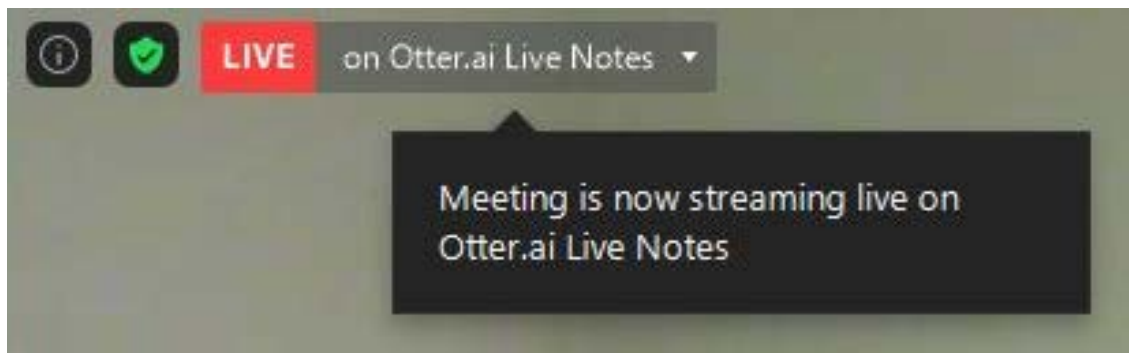 LIVE on Otter.ai Live Notes
Meeting is now streaming live on
Otter.ai Live Notes